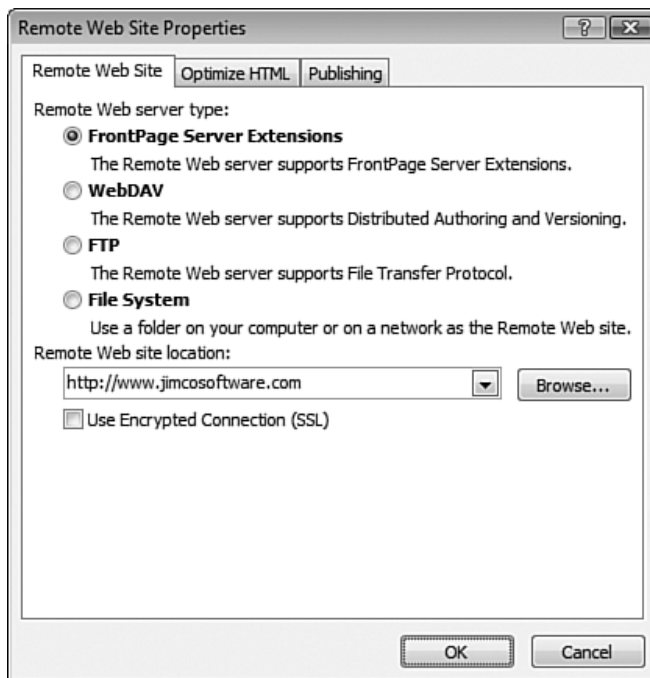 Remote Web Site Properties
Remote Web Site Optimize HTML Publishing
Remote Web server type:
FrontPage Server Extensions
The Remote Web server supports FrontPage Server Extensions.
WebDAV
The Remote Web server supports Distributed Authoring and Versioning.
FTP
The Remote Web server supports File Transfer Protocol.
File System
Use a folder on your computer or on a network as the Remote Web site.
Remote Web site location:
http://www.jimcosoftware.com Browse...
Use Encrypted Connection (SSL)
OK Cancel